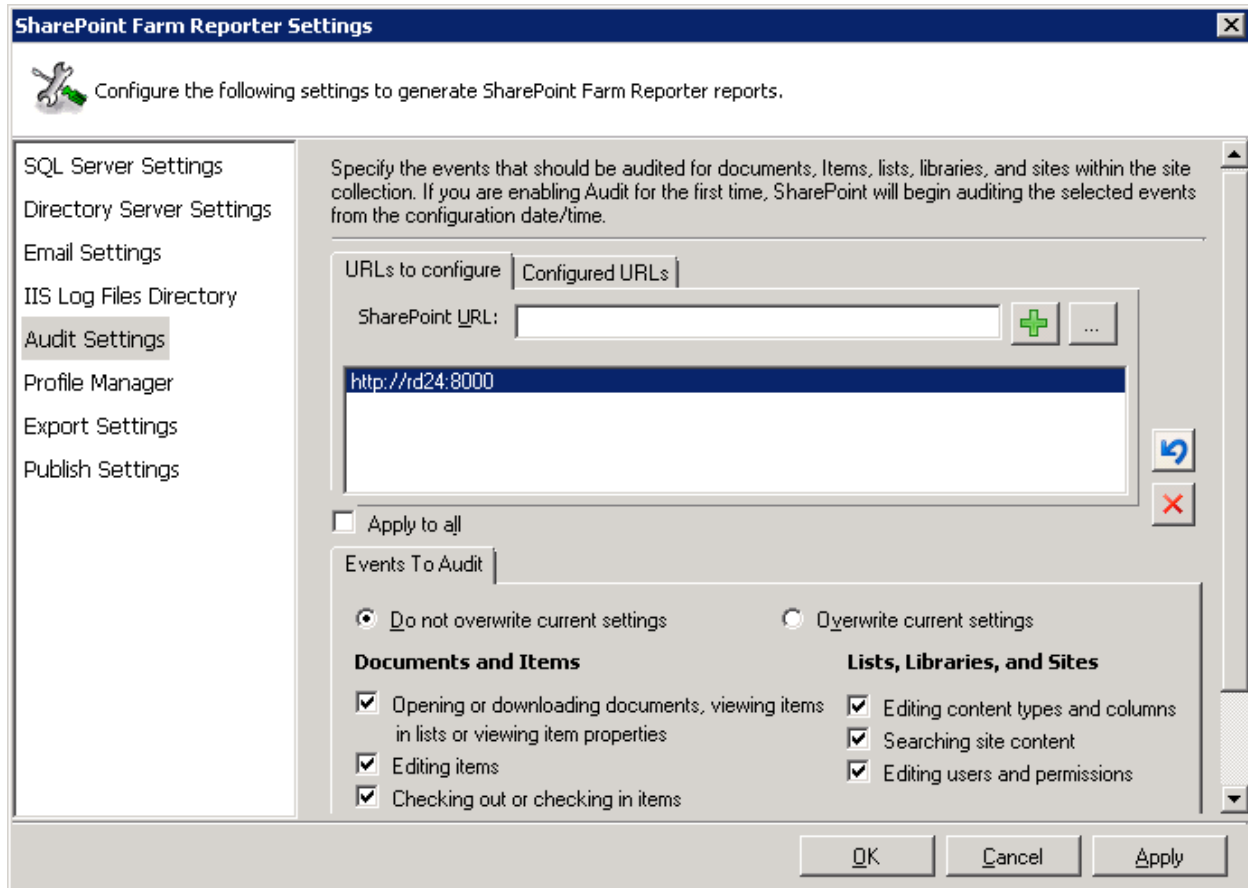 SharePoint Farm Reporter Settings
Configure the following settings to generate SharePoint Farm Reporter reports.
SQL Server Settings
Directory Server Settings
Email Settings
IIS Log Files Directory
Audit Settings
Profile Manager
Export Settings
Publish Settings
Specify the events that should be audited for documents, Items, lists, libraries, and sites within the site
collection. If you are enabling Audit for the first time, SharePoint will begin auditing the selected events
from the configuration date/time.
URLs to configure
Configured URLs
SharePoint URL:
...
http://rd24:8000
Apply to all
Events To Audit
Do not overwrite current settings
Overwrite current settings
Documents and Items
Opening or downloading documents, viewing items
in lists or viewing item properties
Editing items
Checking out or checking in items
Lists, Libraries, and Sites
Editing content types and columns
Searching site content
Editing users and permissions
OK
Cancel
Apply